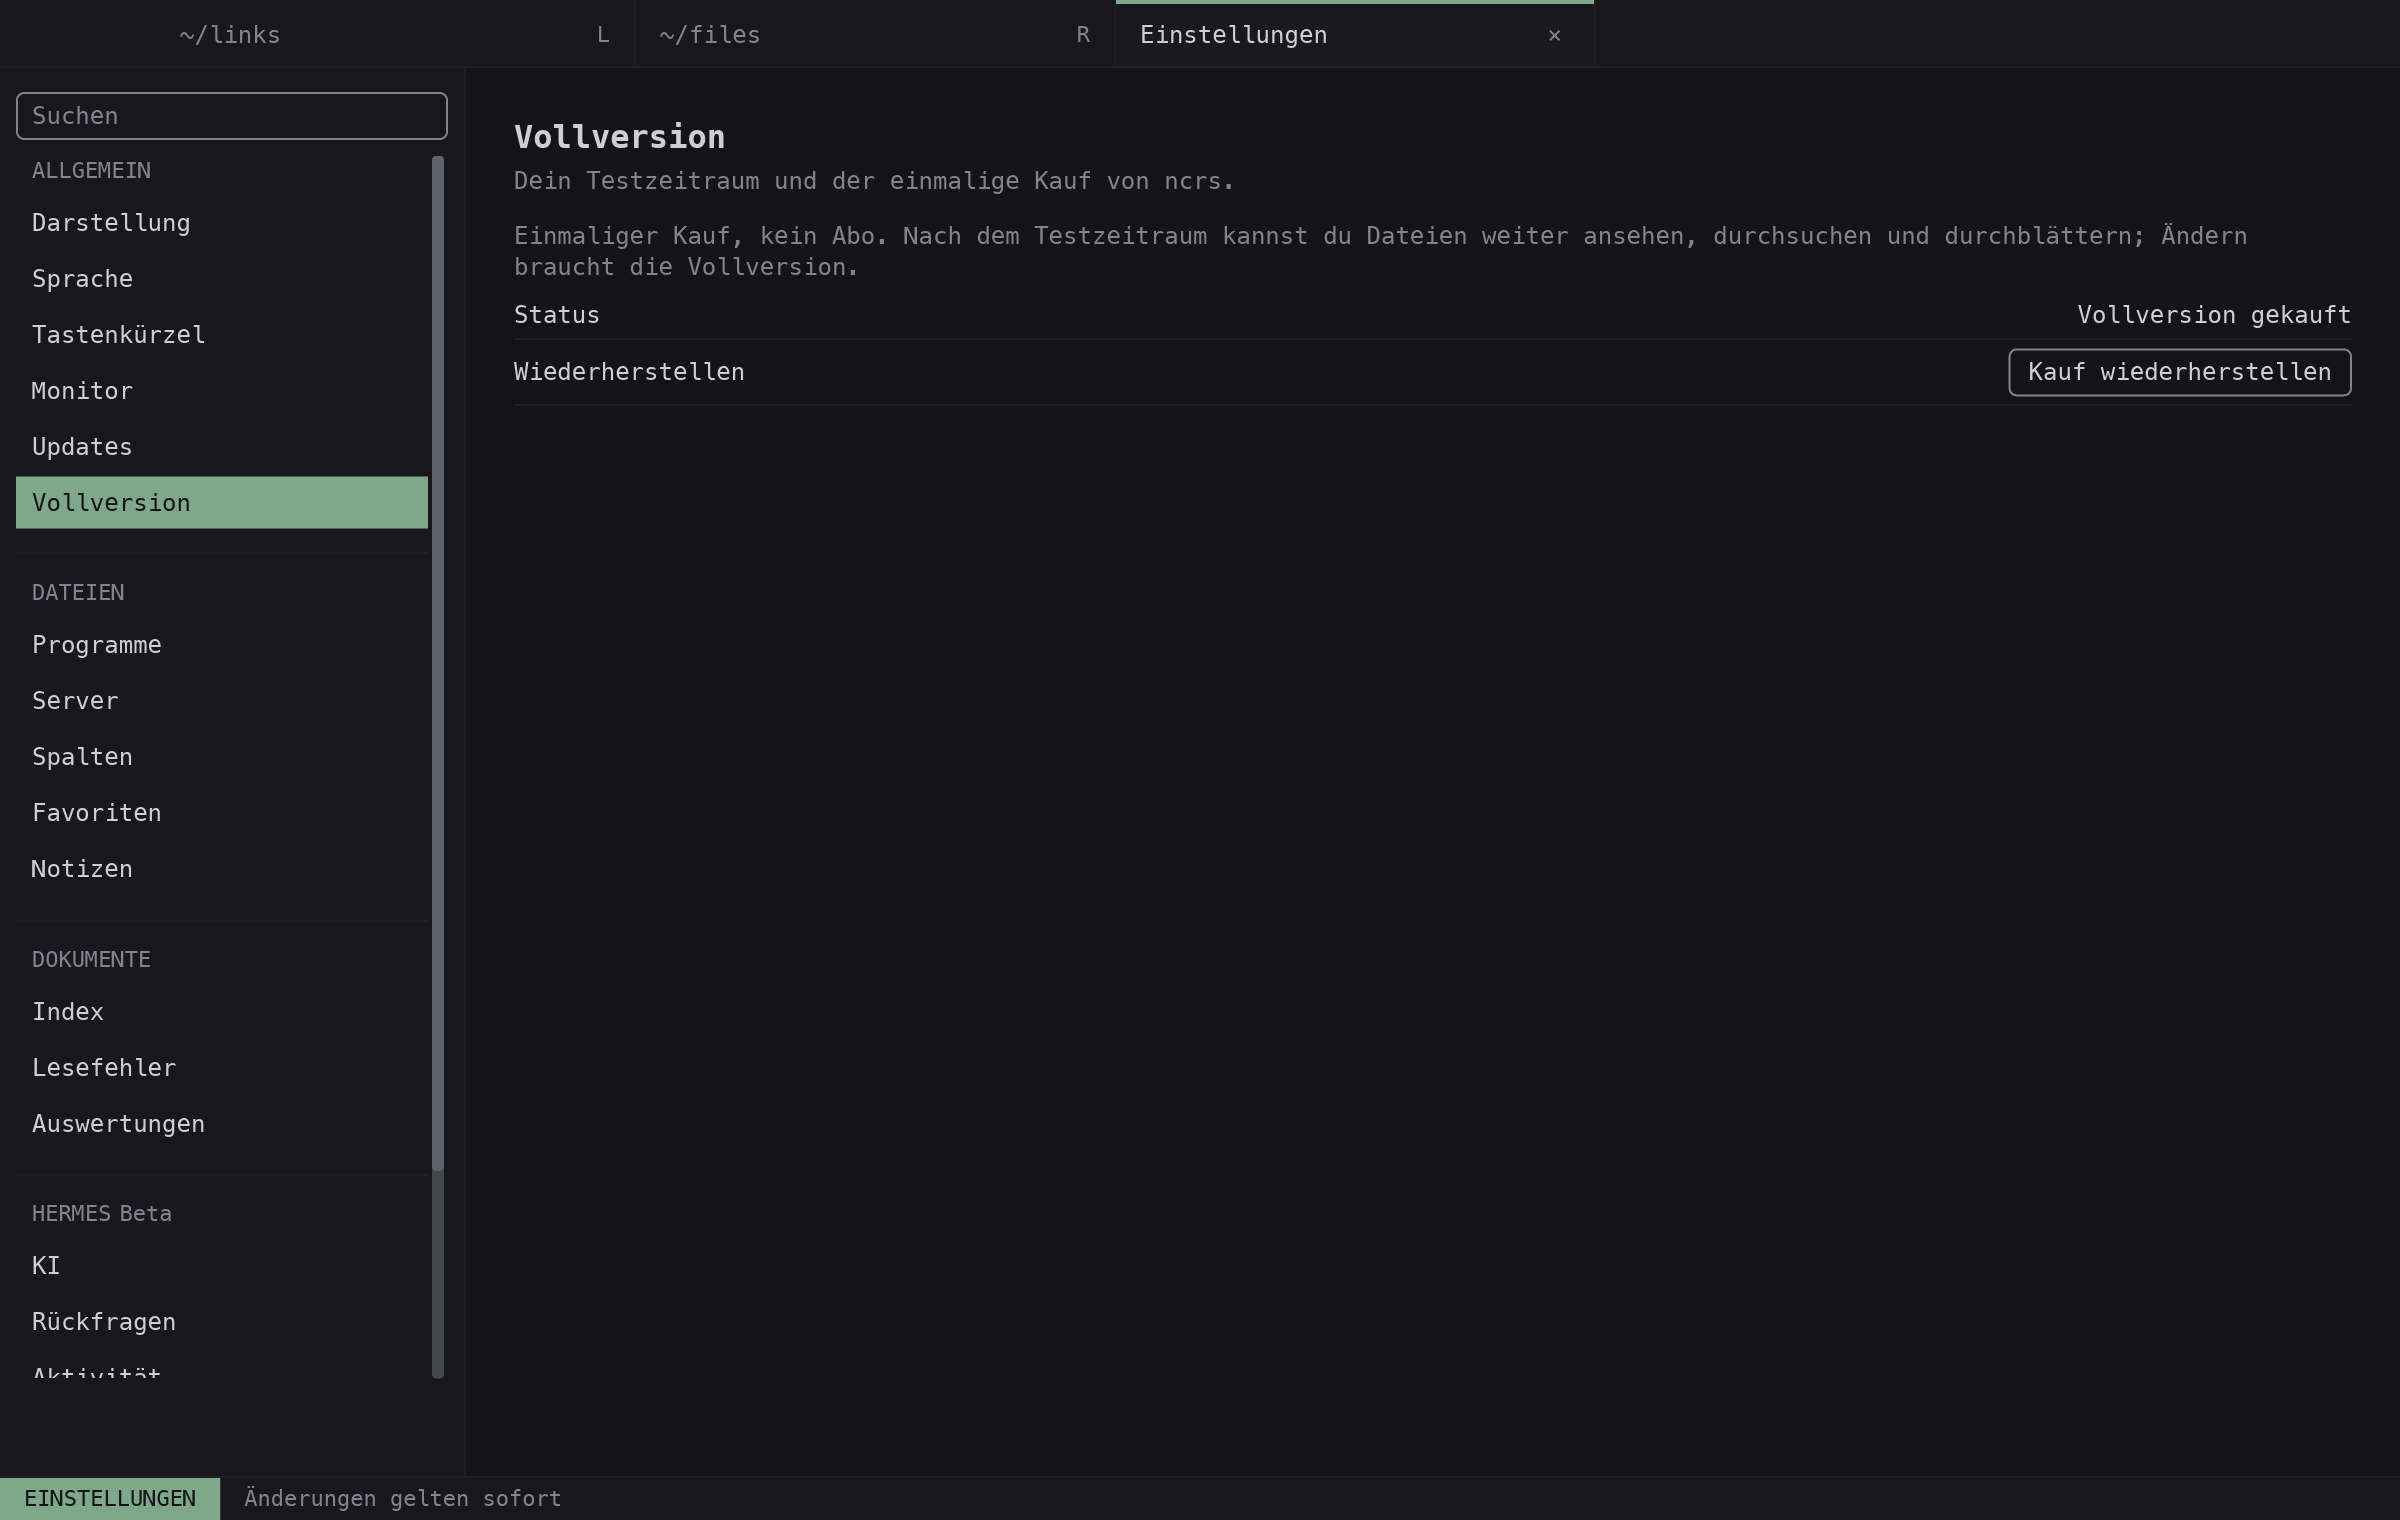 ~/links L ~/files R Einstellungen ×
Suchen
ALLGEMEIN
Darstellung
Sprache
Tastenkürzel
Monitor
Updates
Vollversion
DATEIEN
Programme
Server
Spalten
Favoriten
Notizen
DOKUMENTE
Index
Lesefehler
Auswertungen
HERMES Beta
KI
Rückfragen
Aktivität
Vollversion
Dein Testzeitraum und der einmalige Kauf von ncrs.
Einmaliger Kauf, kein Abo. Nach dem Testzeitraum kannst du Dateien weiter ansehen, durchsuchen und durchblättern; Ändern
braucht die Vollversion.
Status Vollversion gekauft
Wiederherstellen Kauf wiederherstellen
EINSTELLUNGEN Änderungen gelten sofort